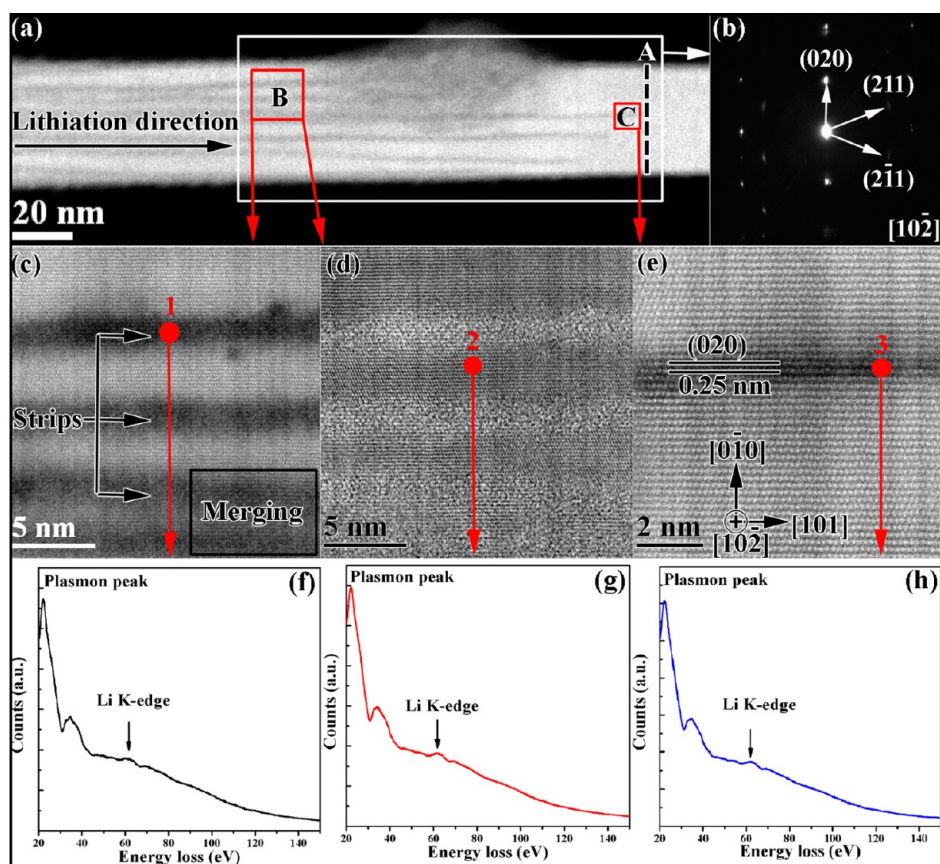 (a)
A
B
C
Lithiation direction
20 nm
(b)
(020)
(211)
(21̄1)
[102̄]
(c)
1
Strips
Merging
5 nm
(d)
2
5 nm
(e)
3
(020)
0.25 nm
[01̄0]
[101]
[102̄]
2 nm
Plasmon peak
(f)
Li K-edge
Counts (a.u.)
20 40 60 80 100 120 140
Energy loss (eV)
Plasmon peak
(g)
Li K-edge
Counts (a.u.)
20 40 60 80 100 120 140
Energy loss (eV)
Plasmon peak
(h)
Li K-edge
Counts (a.u.)
20 40 60 80 100 120 140
Energy loss (eV)